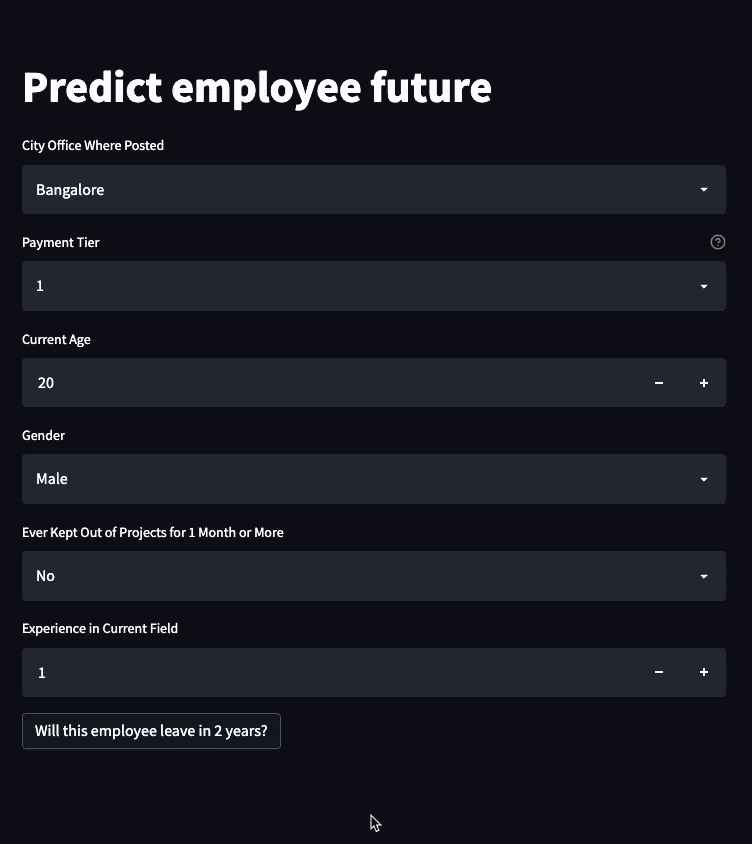 Predict employee future
City Office Where Posted
Bangalore
Payment Tier
1
Current Age
20
Gender
Male
Ever Kept Out of Projects for 1 Month or More
No
Experience in Current Field
1
Will this employee leave in 2 years?